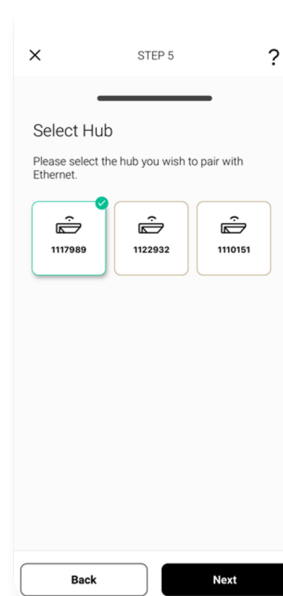 STEP 5
?
Select Hub
Please select the hub you wish to pair with
Ethernet.
1117989
1122932
1110151
Back
Next